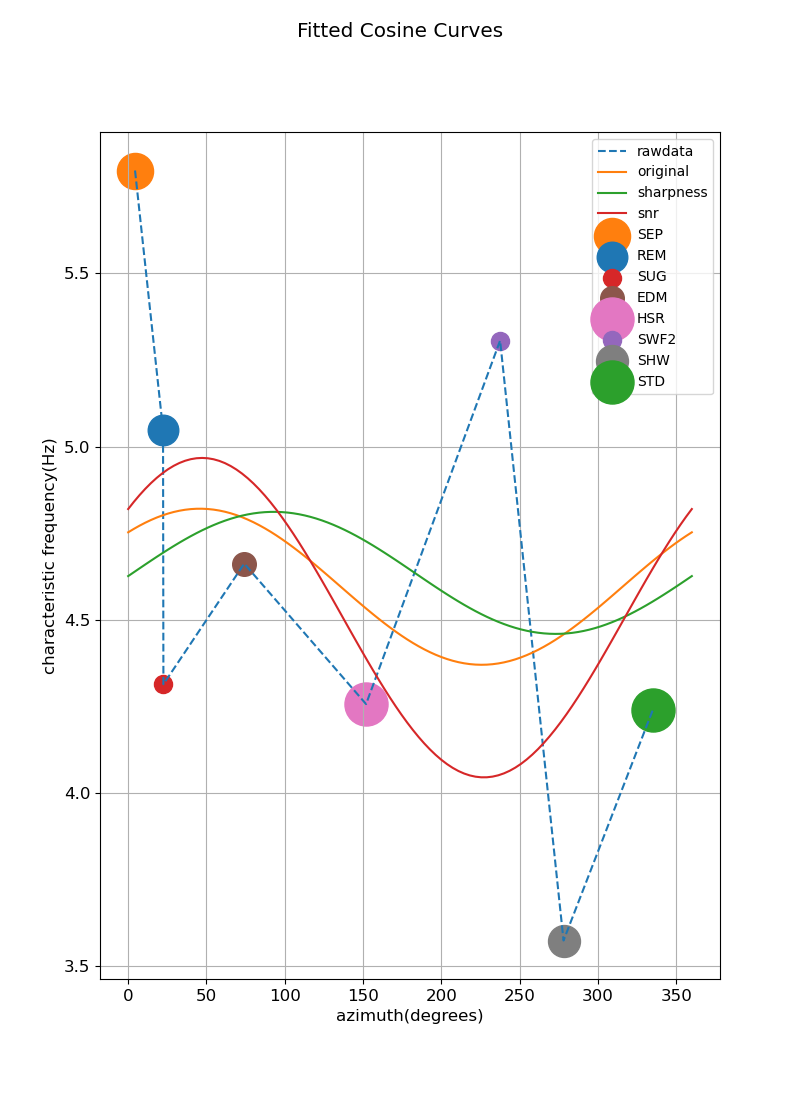 Fitted Cosine Curves
rawdata
original
sharpness
snr
SEP
REM
SUG
EDM
HSR
SWF2
SHW
STD
characteristic frequency(Hz)
5.5
5.0
4.5
4.0
3.5
0 50 100 150 200 250 300 350
azimuth(degrees)